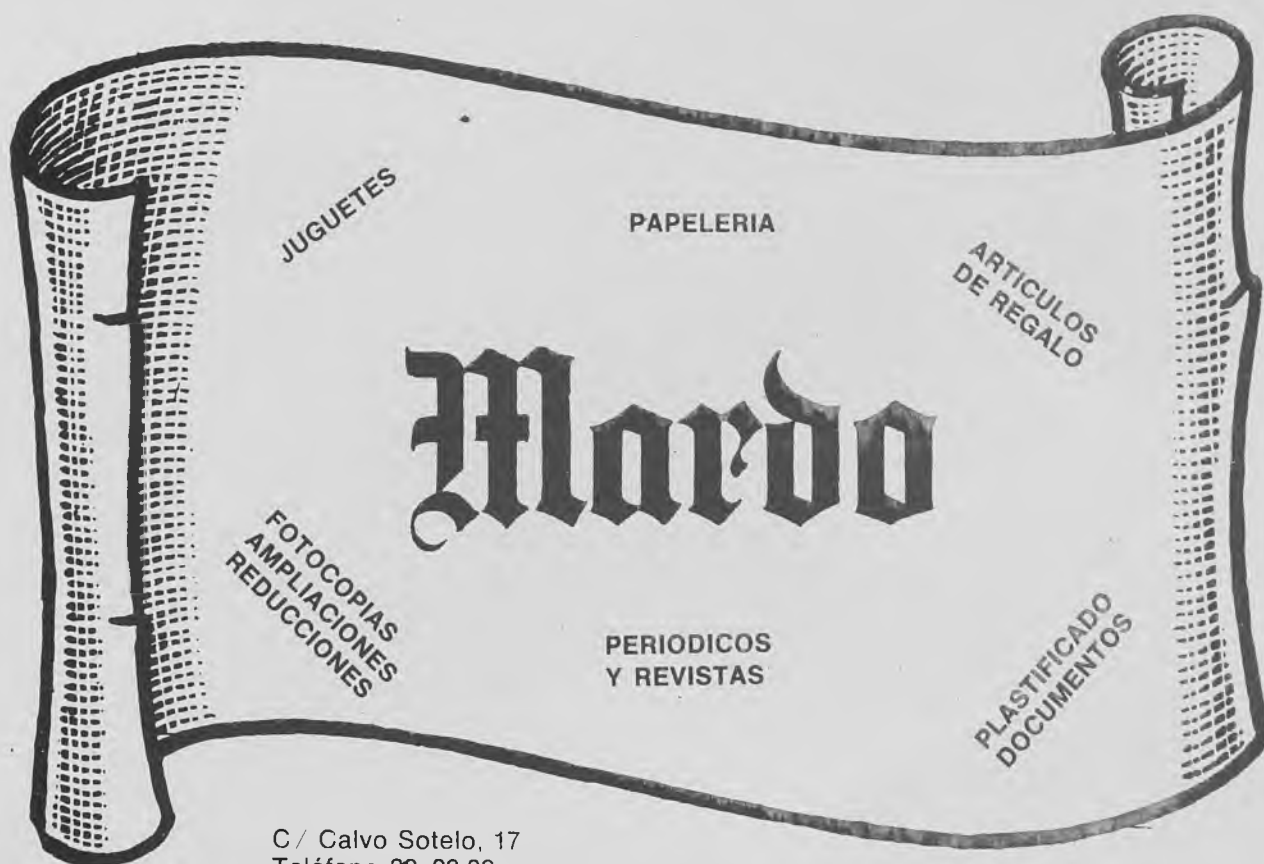 JUGUETES
PAPELERIA
ARTICULOS
DE REGALO
Mardo
FOTOCOPIAS
AMPLIACIONES
REDUCCIONES
PERIODICOS
Y REVISTAS
PLASTIFICADO
DOCUMENTOS
C/ Calvo Sotelo, 17